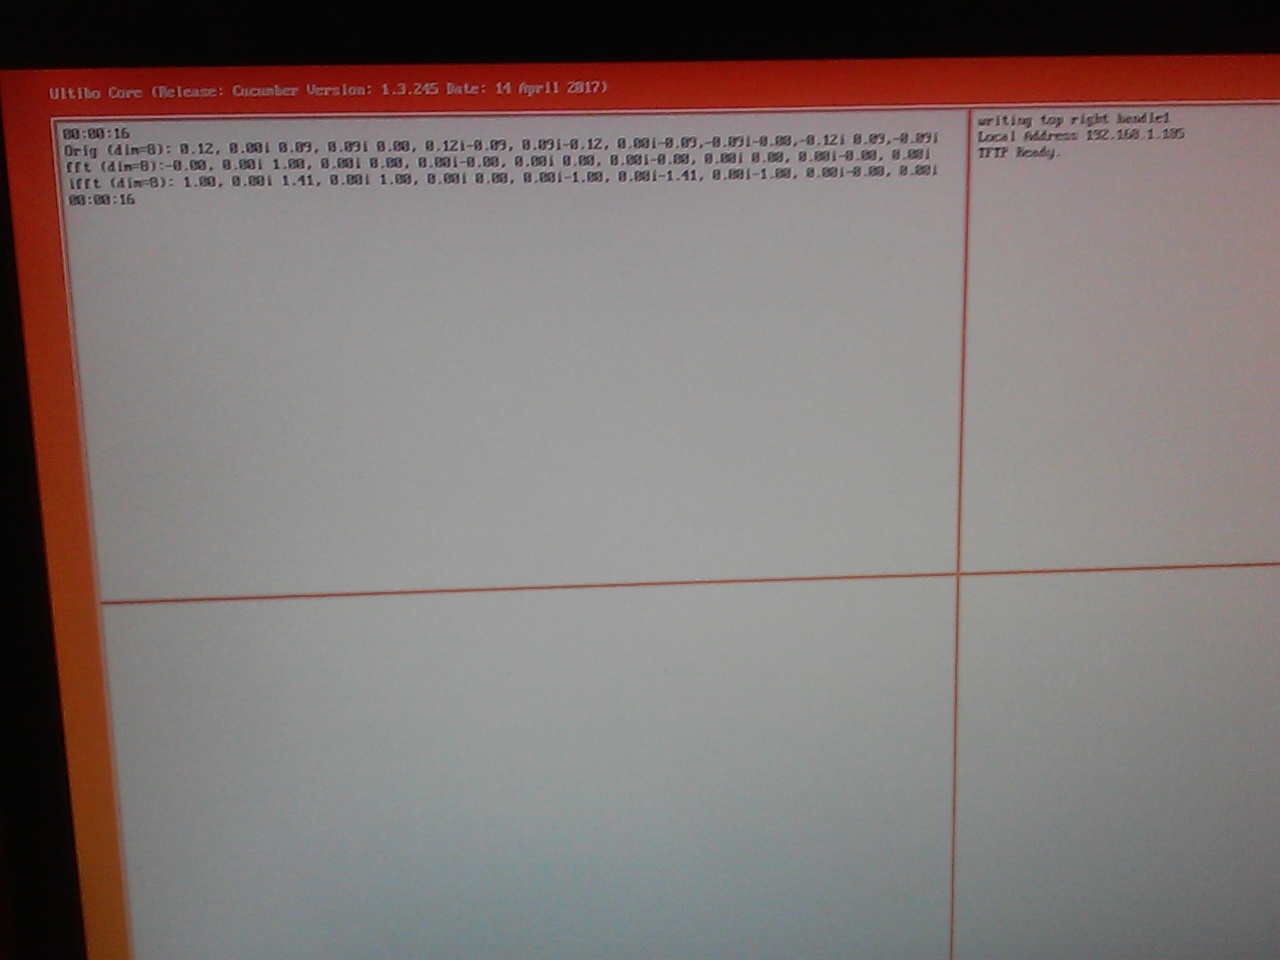 Ultibo Core (Release: Cucumber Version: 1.3.245 Date: 14 April 2017)
00:00:16
Orig (dim=8): 0.12, 0.00i 0.09, 0.09i 0.00, 0.12i-0.09, 0.09i-0.12, 0.00i-0.09,-0.09i-0.00,-0.12i 0.09,-0.09i
fft (dim=8):-0.00, 0.00i 1.00, 0.00i 0.00, 0.00i-0.00, 0.00i 0.00, 0.00i-0.00, 0.00i 0.00, 0.00i-0.00, 0.00i
ifft (dim=8): 1.00, 0.00i 1.41, 0.00i 1.00, 0.00i 0.00, 0.00i-1.00, 0.00i-1.41, 0.00i-1.00, 0.00i-0.00, 0.00i
00:00:16
writing top right handle1
Local Address 192.168.1.185
TFTP Ready.